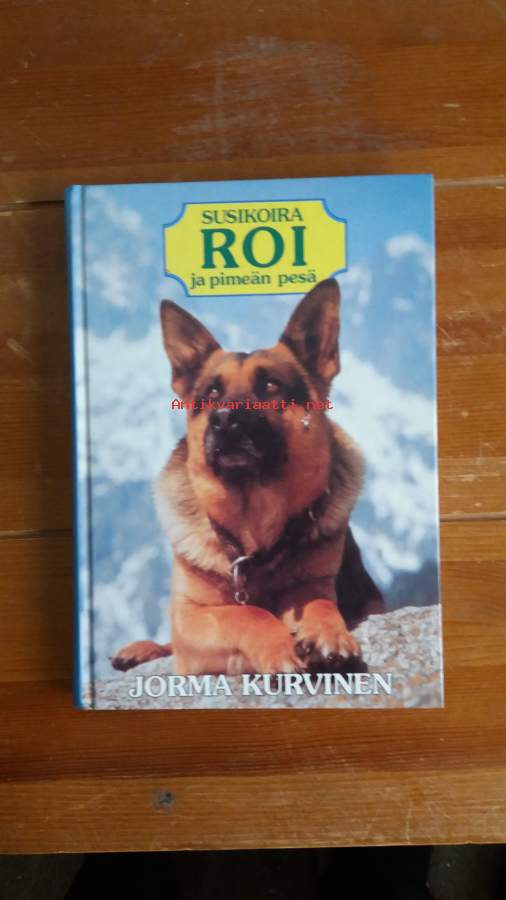 SUSIKOIRA
ROI
ja pimeän pesä
Antikvariaatti.net
JORMA KURVINEN